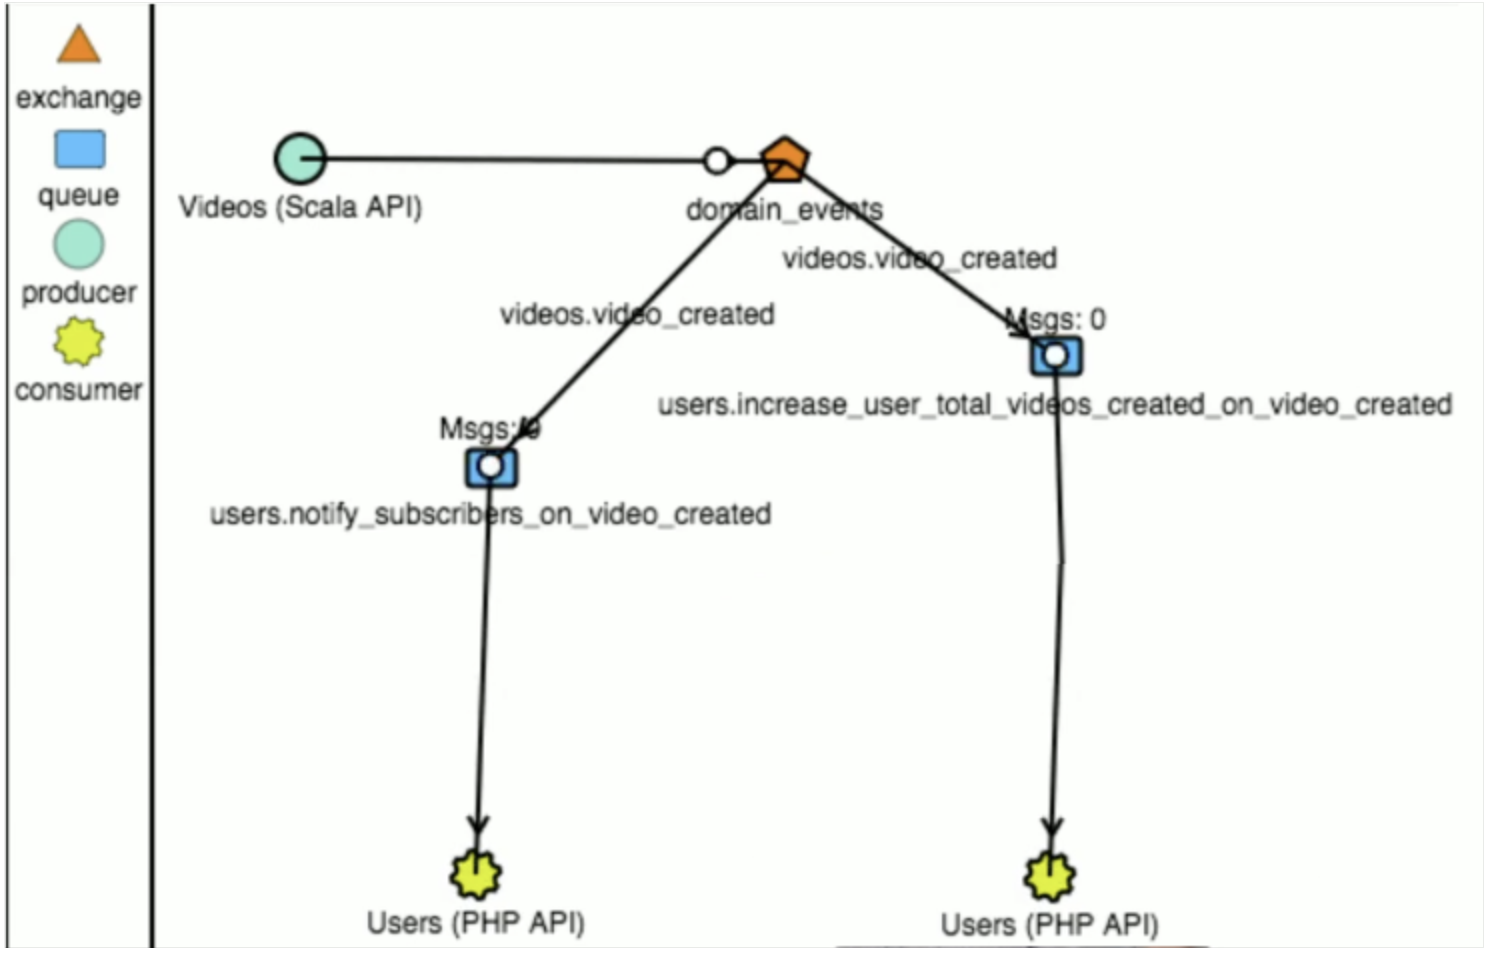 exchange
queue
producer
consumer
Videos (Scala API)
domain_events
videos.video_created
videos.video_created
Msgs: 0
users.increase_user_total_videos_created_on_video_created
Msgs: 0
users.notify_subscribers_on_video_created
Users (PHP API)
Users (PHP API)